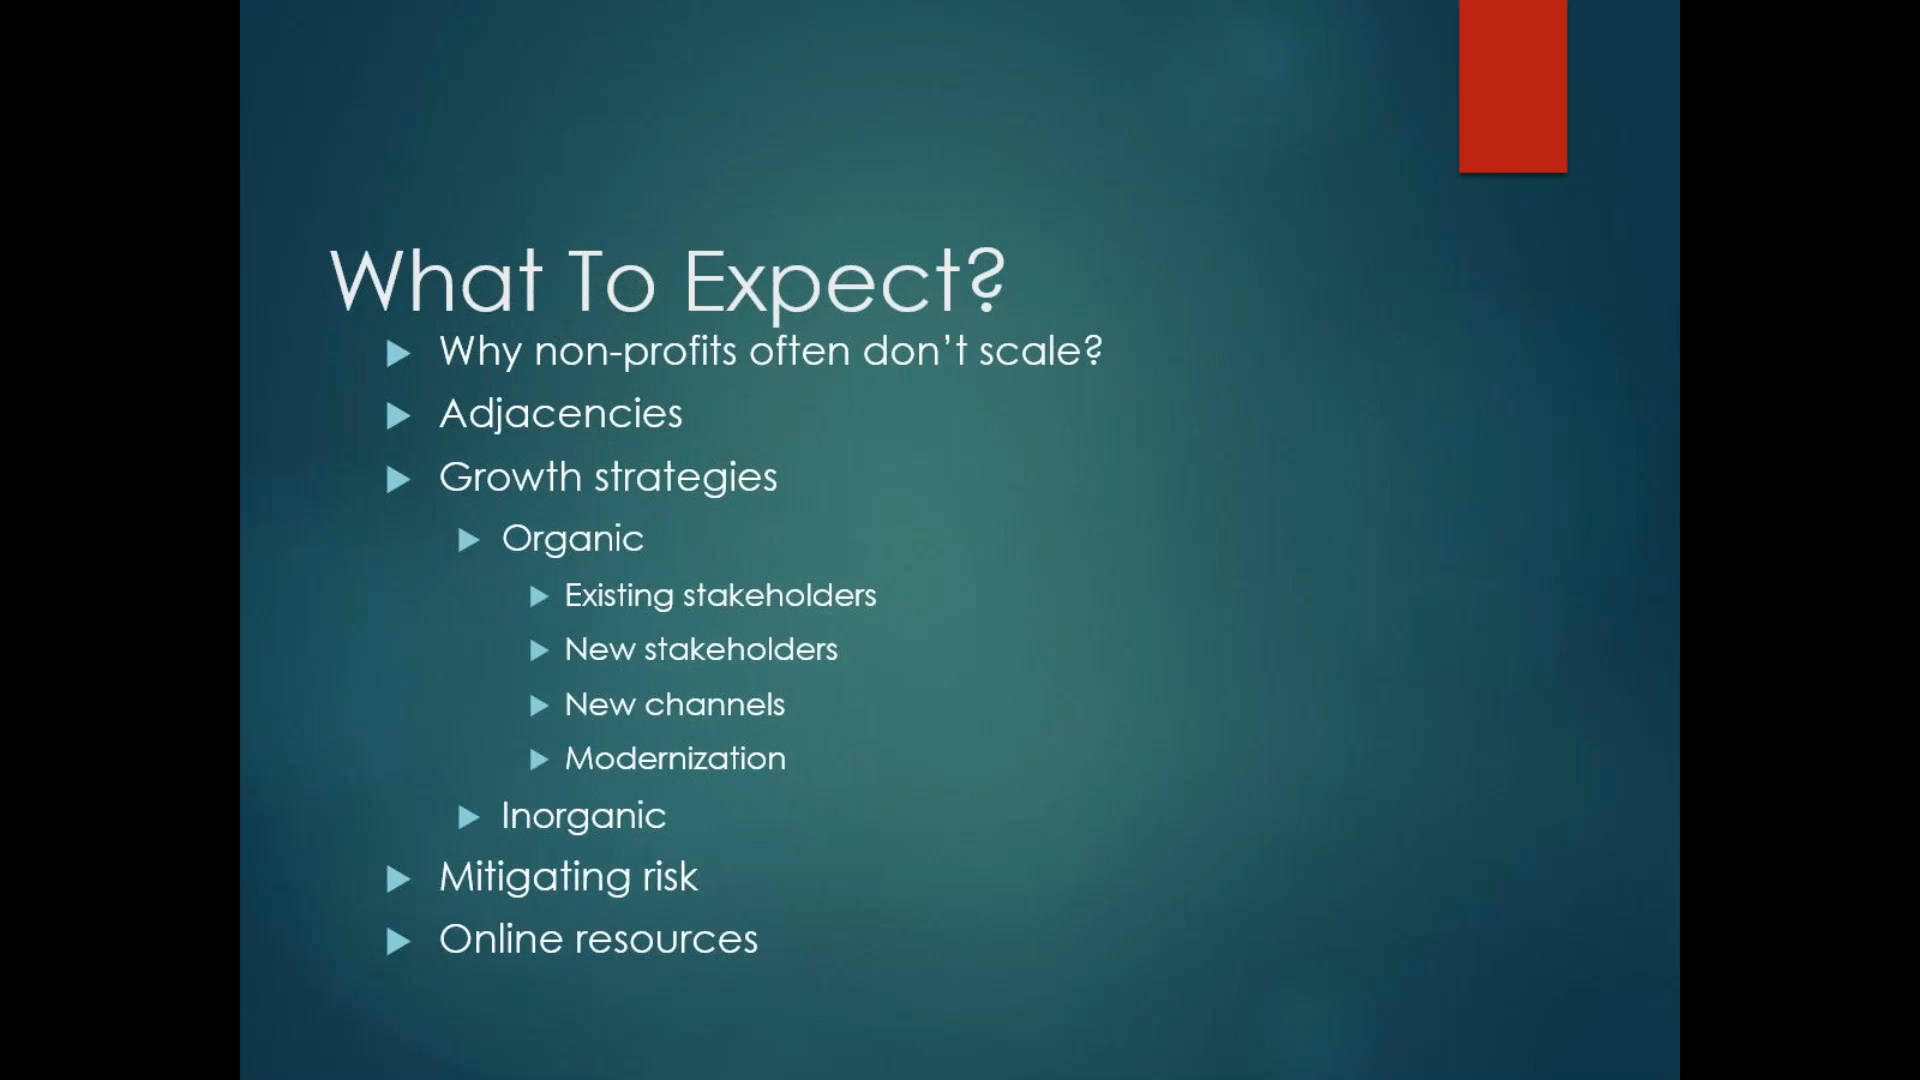 What To Expect?
Why non-profits often don’t scale?
Adjacencies
Growth strategies
Organic
Existing stakeholders
New stakeholders
New channels
Modernization
Inorganic
Mitigating risk
Online resources